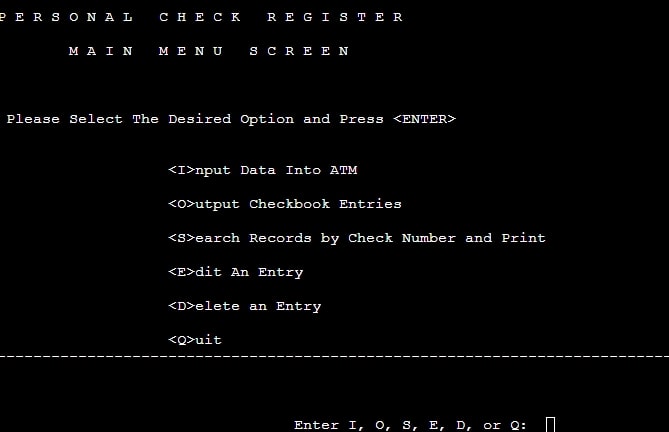 PERSONAL CHECK REGISTER
MAIN MENU SCREEN
Please Select The Desired Option and Press <ENTER>
<I>nput Data Into ATM
<O>utput Checkbook Entries
<S>earch Records by Check Number and Print
<E>dit An Entry
<D>elete an Entry
<Q>uit
Enter I, O, S, E, D, or Q: